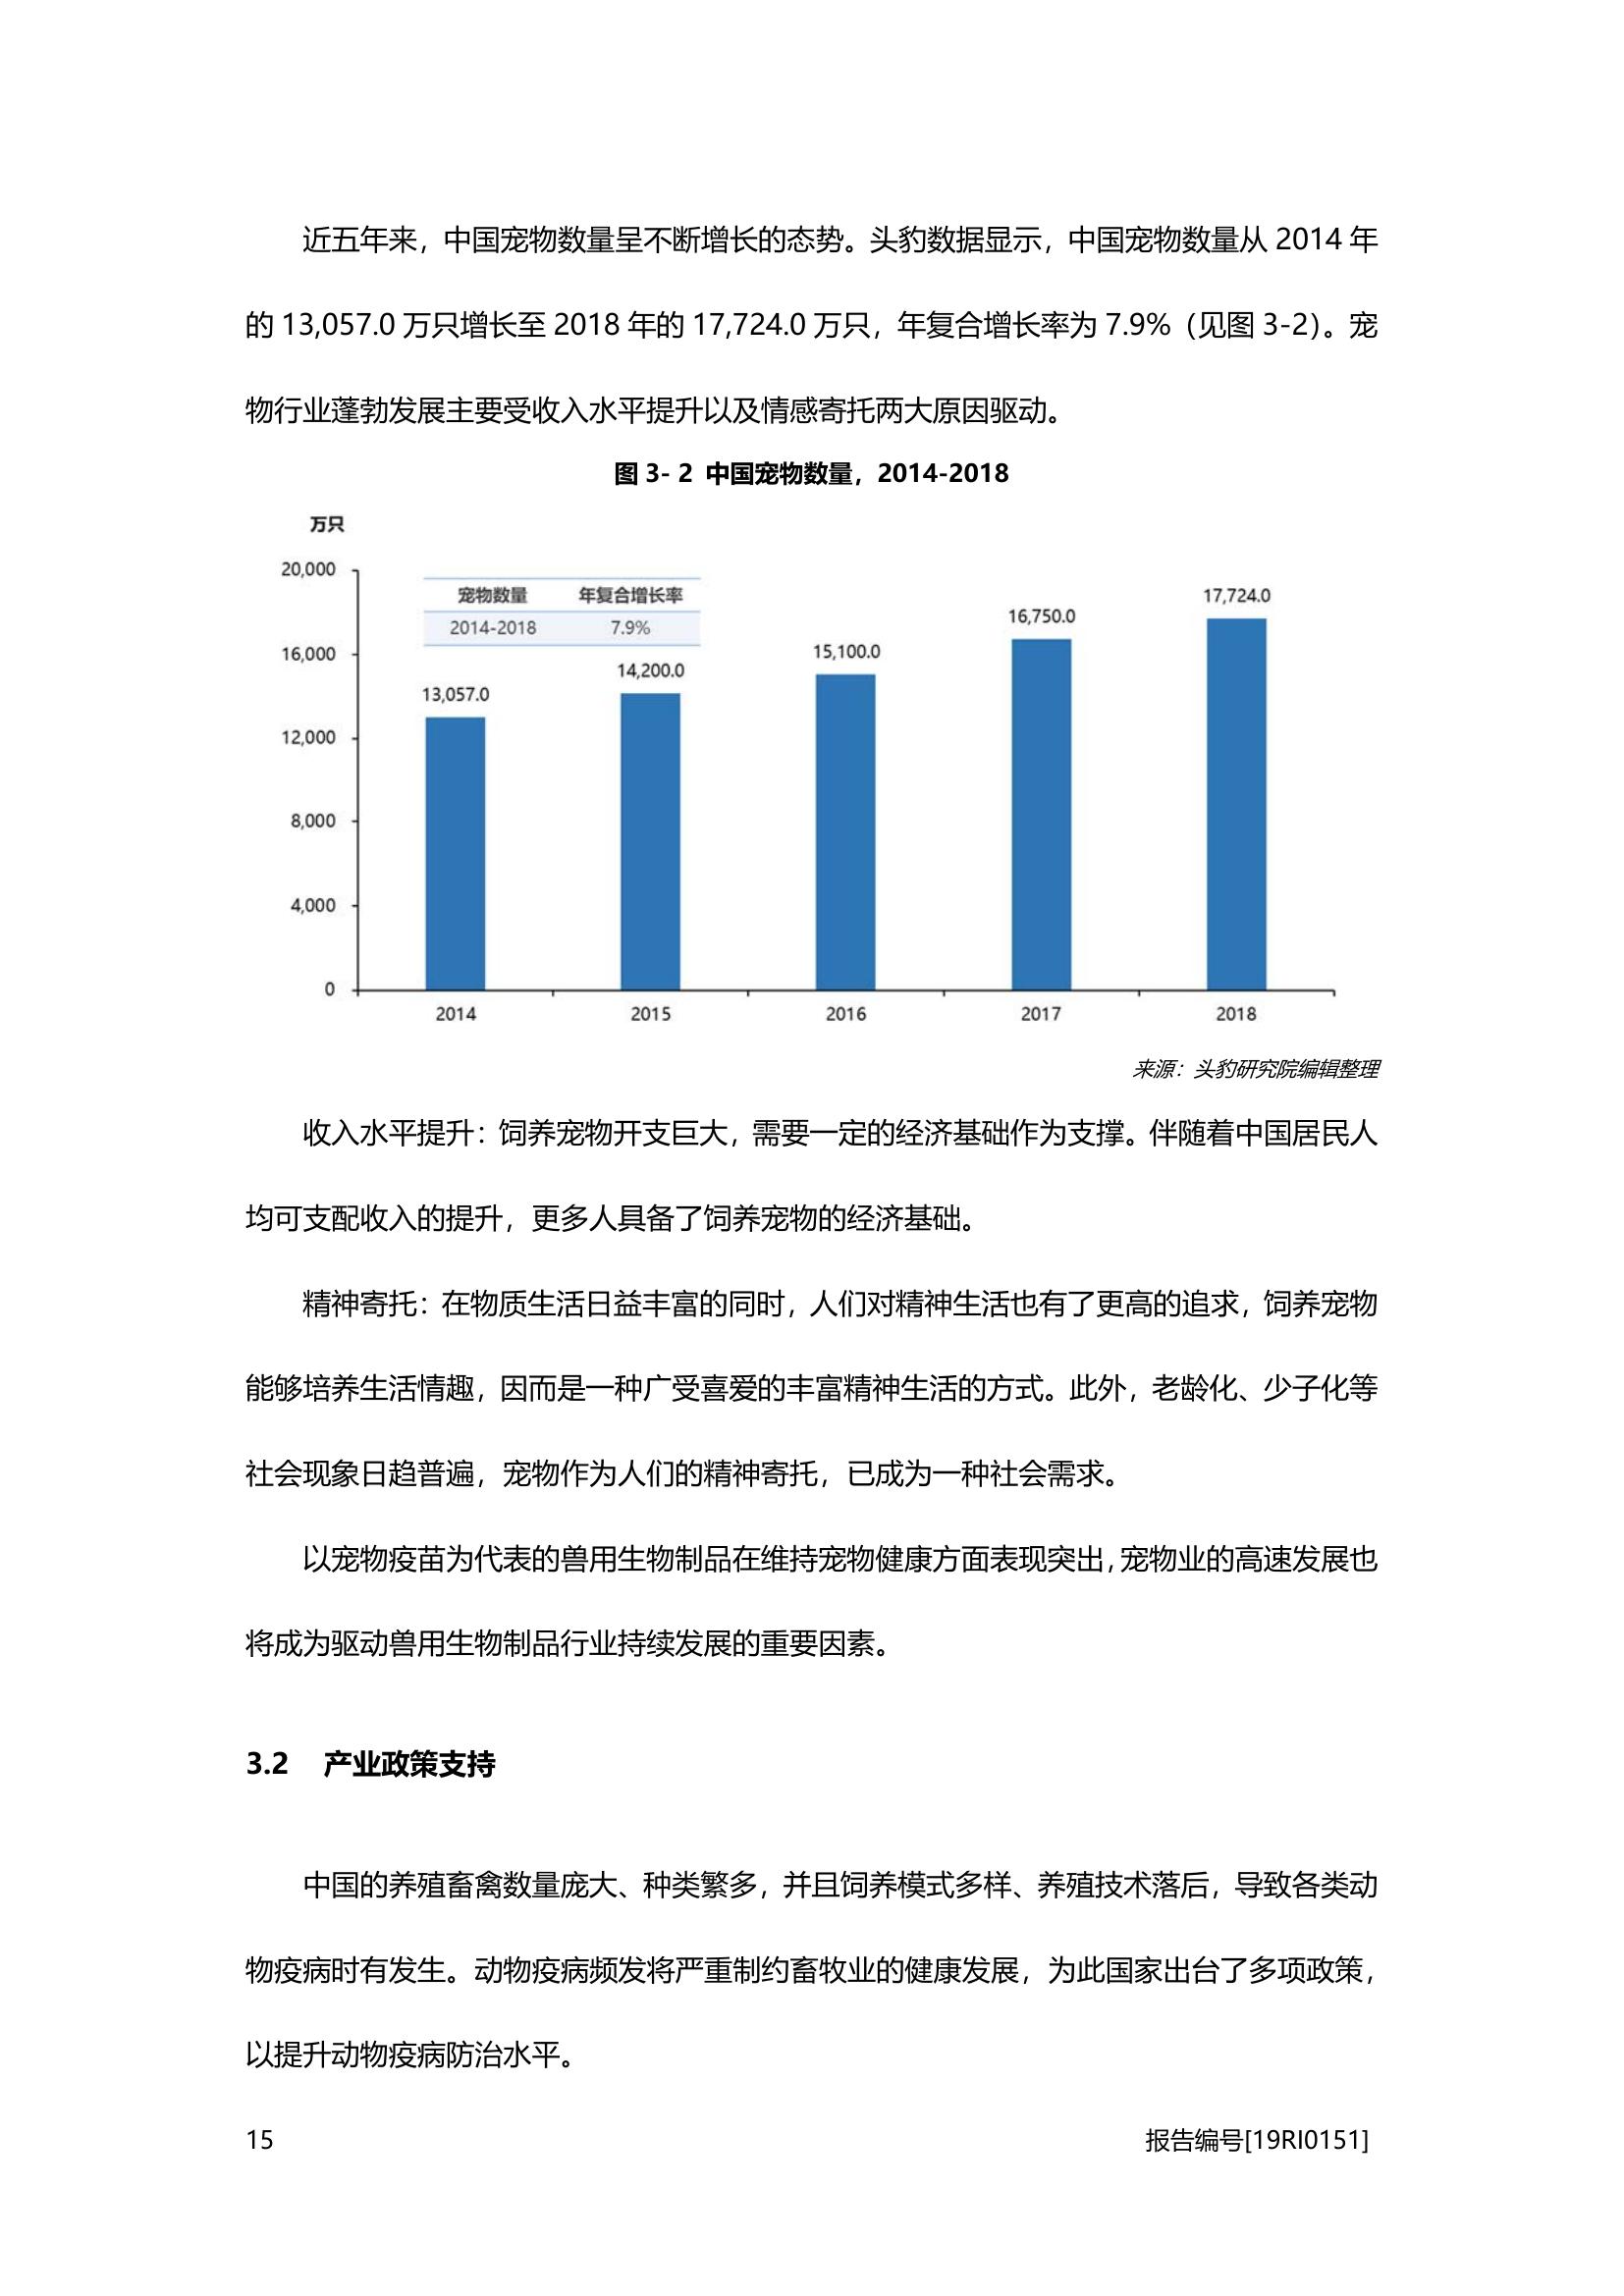 近五年来，中国宠物数量呈不断增长的态势。头豹数据显示，中国宠物数量从 2014 年
的 13,057.0 万只增长至 2018 年的 17,724.0 万只，年复合增长率为 7.9%（见图 3-2）。宠
物行业蓬勃发展主要受收入水平提升以及情感寄托两大原因驱动。
图 3- 2 中国宠物数量，2014-2018
万只
20,000
16,000
12,000
8,000
4,000
0
宠物数量 年复合增长率
2014-2018 7.9%
13,057.0
14,200.0
15,100.0
16,750.0
17,724.0
2014 2015 2016 2017 2018
来源：头豹研究院编辑整理
收入水平提升：饲养宠物开支巨大，需要一定的经济基础作为支撑。伴随着中国居民人
均可支配收入的提升，更多人具备了饲养宠物的经济基础。
精神寄托：在物质生活日益丰富的同时，人们对精神生活也有了更高的追求，饲养宠物
能够培养生活情趣，因而是一种广受喜爱的丰富精神生活的方式。此外，老龄化、少子化等
社会现象日趋普遍，宠物作为人们的精神寄托，已成为一种社会需求。
以宠物疫苗为代表的兽用生物制品在维持宠物健康方面表现突出，宠物业的高速发展也
将成为驱动兽用生物制品行业持续发展的重要因素。
3.2 产业政策支持
中国的养殖畜禽数量庞大、种类繁多，并且饲养模式多样、养殖技术落后，导致各类动
物疫病时有发生。动物疫病频发将严重制约畜牧业的健康发展，为此国家出台了多项政策，
以提升动物疫病防治水平。
15 报告编号[19RI0151]